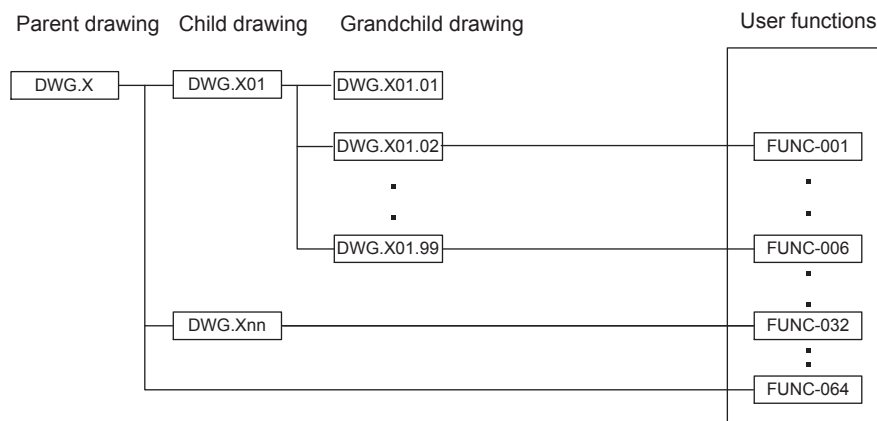 Parent drawing Child drawing Grandchild drawing User functions
DWG.X DWG.X01 DWG.X01.01
DWG.X01.02 FUNC-001
DWG.X01.99 FUNC-006
DWG.Xnn FUNC-032
FUNC-064